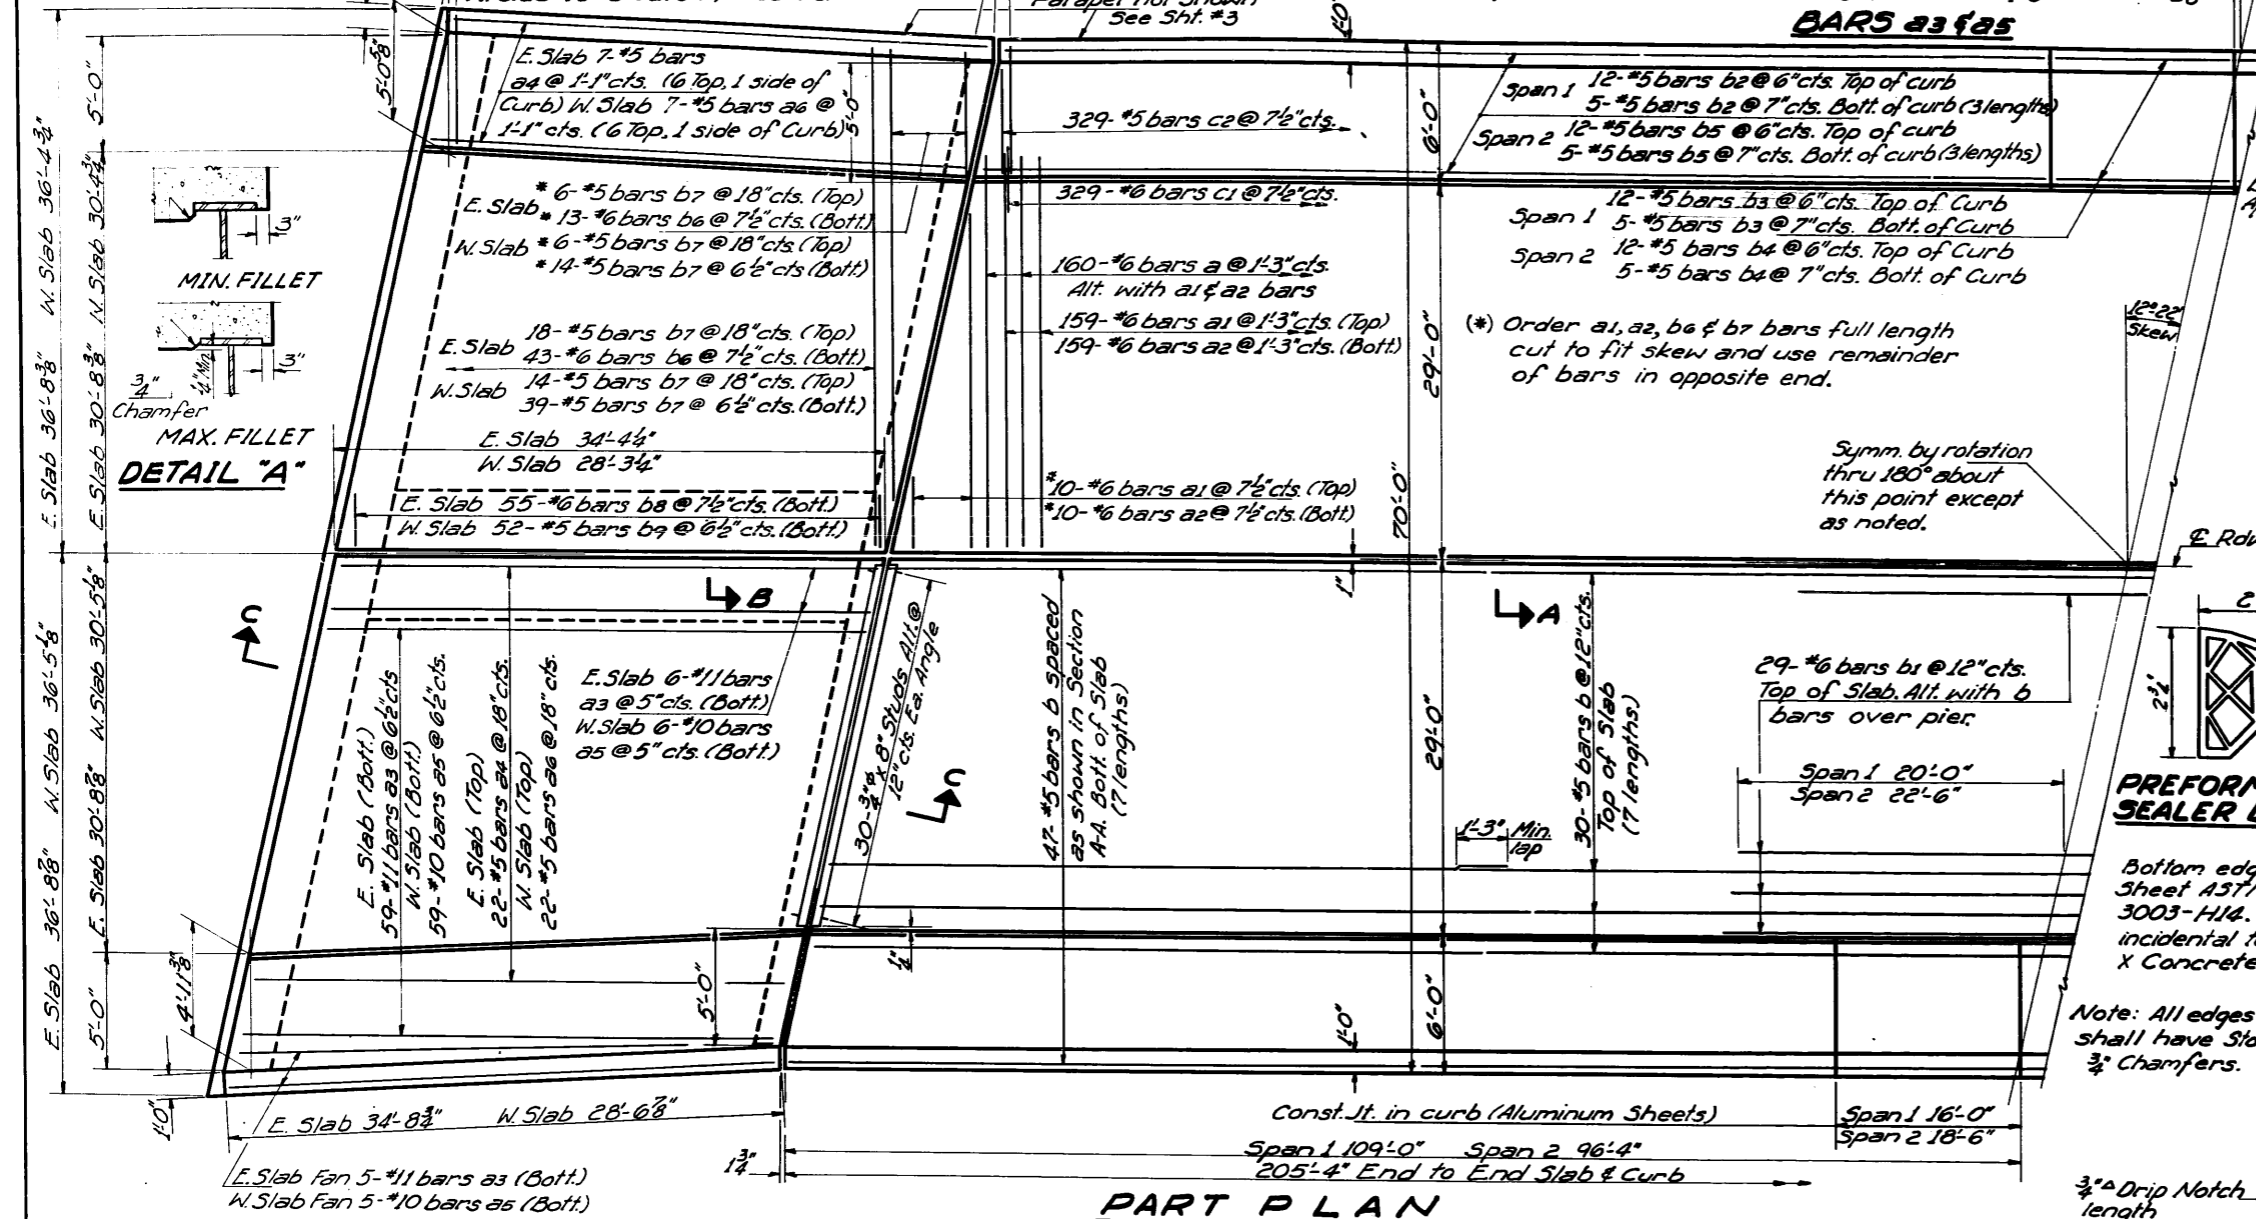 See Sht. #3
BARS a3 & a5
E. Slab 7-#5 bars
a4 @ 1'-1" cts. (6 Top, 1 side of
Curb) W. Slab 7-#5 bars a6 @
1'-1" cts. (6 Top, 1 side of Curb)
5'-0⅝"
5'-0"
1'-0"
6'-0"
329-#5 bars c2 @ 7½" cts.
Span 1 12-#5 bars b2 @ 6" cts. Top of curb
5-#5 bars b2 @ 7" cts. Bott. of curb (3 lengths)
Span 2 12-#5 bars b5 @ 6" cts. Top of curb
5-#5 bars b5 @ 7" cts. Bott. of curb (3 lengths)
W. Slab 36'-4¾"
E. Slab 36'-8⅜"
5'-0"
W. Slab 30'-4¾"
E. Slab 30'-8⅜"
3"
MIN. FILLET
¼" Min.
3"
¾"
Chamfer
MAX. FILLET
DETAIL "A"
E. Slab * 6-#5 bars b7 @ 18" cts. (Top)
* 13-#6 bars b6 @ 7½" cts. (Bott.)
W. Slab * 6-#5 bars b7 @ 18" cts. (Top)
* 14-#5 bars b7 @ 6½" cts (Bott.)
329-#6 bars c1 @ 7½" cts.
Span 1 12-#5 bars b3 @ 6" cts. Top of Curb
5-#5 bars b3 @ 7" cts. Bott. of Curb
Span 2 12-#5 bars b4 @ 6" cts. Top of Curb
5-#5 bars b4 @ 7" cts. Bott. of Curb
160-#6 bars a @ 1'-3" cts.
Alt. with a1 & a2 bars
159-#6 bars a1 @ 1'-3" cts. (Top)
159-#6 bars a2 @ 1'-3" cts. (Bott.)
(*) Order a1, a2, b6 & b7 bars full length
cut to fit skew and use remainder
of bars in opposite end.
12°-22'
Skew
E. Slab 18-#5 bars b7 @ 18" cts. (Top)
43-#6 bars b6 @ 7½" cts. (Bott.)
W. Slab 14-#5 bars b7 @ 18" cts. (Top)
39-#5 bars b7 @ 6½" cts. (Bott.)
29'-0"
70'-0"
E. Slab 34'-4¼"
W. Slab 28'-3¼"
E. Slab 55-#6 bars b8 @ 7½" cts. (Bott.)
W. Slab 52-#5 bars b9 @ 6½" cts. (Bott.)
*10-#6 bars a1 @ 7½" cts. (Top)
*10-#6 bars a2 @ 7½" cts. (Bott.)
Symm. by rotation
thru 180° about
this point except
as noted.
1"
B
C
A
W. Slab 36'-5⅛"
E. Slab 36'-8⅞"
W. Slab 30'-5⅛"
E. Slab 30'-8⅞"
5'-0"
E. Slab (Bott.)
59-#11 bars a3 @ 6½" cts
W. Slab (Bott.)
59-#10 bars a5 @ 6½" cts.
E. Slab (Top)
22-#5 bars a4 @ 18" cts.
W. Slab (Top)
22-#5 bars a6 @ 18" cts.
E. Slab 6-#11 bars
a3 @ 5" cts. (Bott.)
W. Slab 6-#10 bars
a5 @ 5" cts. (Bott.)
30-¾"ø x 8" Studs Alt. @
12" cts. Ea. Angle
C
47-#5 bars b spaced
as shown in Section
A-A. Bott. of Slab
(7 lengths)
29'-0"
30-#5 bars b @ 12" cts.
Top of Slab
(7 lengths)
29-#6 bars b1 @ 12" cts.
Top of Slab. Alt. with b
bars over pier.
Span 1 20'-0"
Span 2 22'-6"
1'-3" Min.
lap
2¾"
Bottom
Sheet
3003-H14.
incidental
x Concrete
Note: All edges
shall have
¾" Chamfers.
4'-11⅜"
5'-0"
1¼"
1'-0"
6'-0"
1'-0"
E. Slab 34'-8¾" W. Slab 28'-6⅞"
E. Slab Fan 5-#11 bars a3 (Bott.)
W. Slab Fan 5-#10 bars a5 (Bott.)
1¾"
Const. Jt. in curb (Aluminum Sheets)
Span 1 16'-0"
Span 2 18'-6"
Span 1 109'-0" Span 2 96'-4"
205'-4" End to End Slab & Curb
PART PLAN
¾" Drip Notch
length